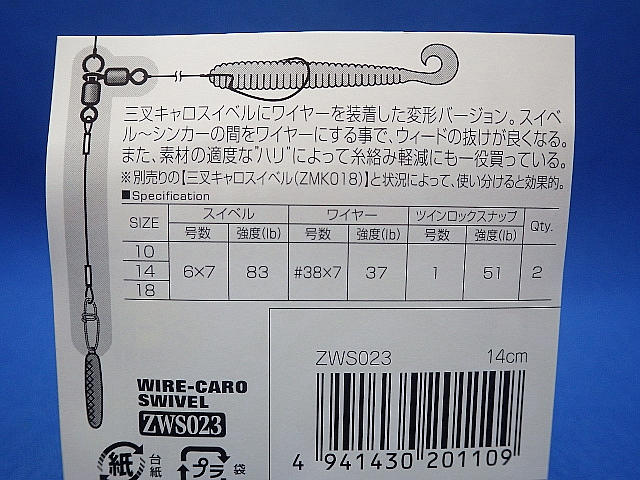 三叉キャロスイベルにワイヤーを装着した変形バージョン。スイベ
ル～シンカーの間をワイヤーにする事で、ウィードの抜けが良くなる。
また、素材の適度な"ハリ"によって糸絡み軽減にも一役買っている。
※別売りの【三叉キャロスイベル(ZMK018)】と状況によって、使い分けると効果的。
■Specification
SIZE スイベル ワイヤー ツインロックスナップ Qty.
号数 強度(lb) 号数 強度(lb) 号数 強度(lb)
10
14 6×7 83 #38×7 37 1 51 2
18
ZWS023 14cm
WIRE-CARO
SWIVEL
ZWS023
4 941430 201109
紙 台紙 プラ 袋